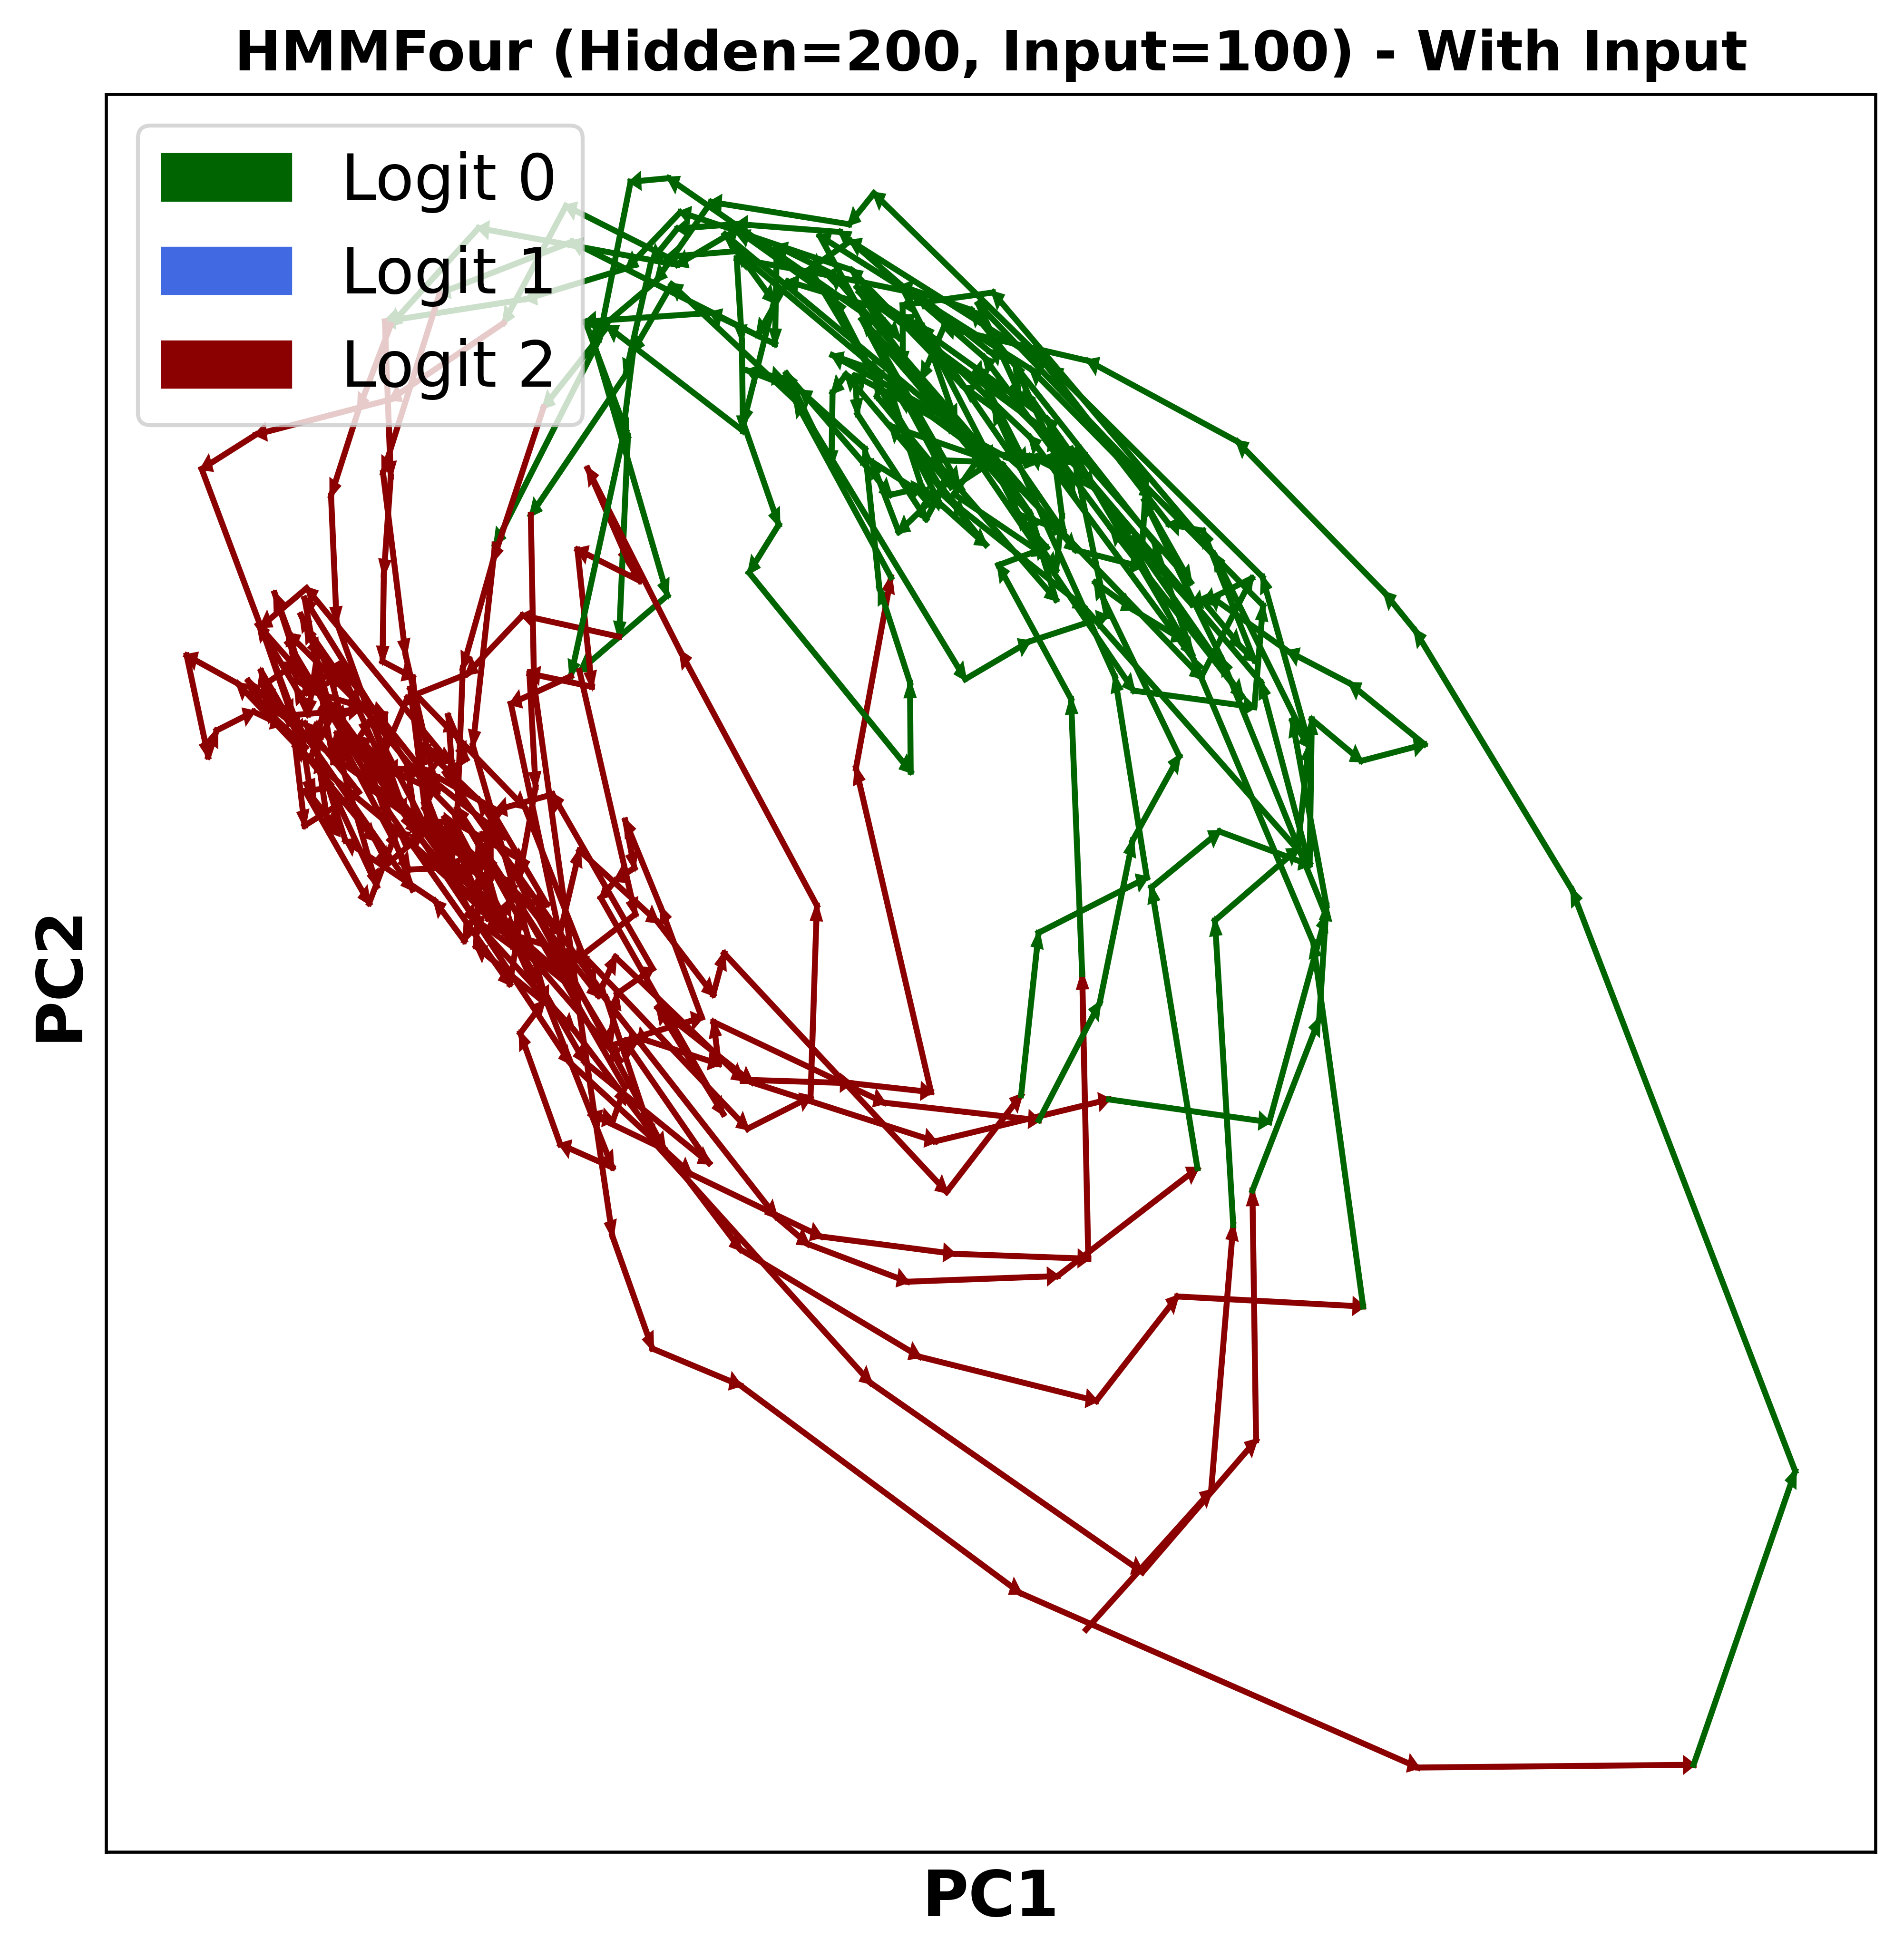 HMMFour (Hidden=200, Input=100) - With Input
Logit 0
Logit 1
Logit 2
PC2
PC1